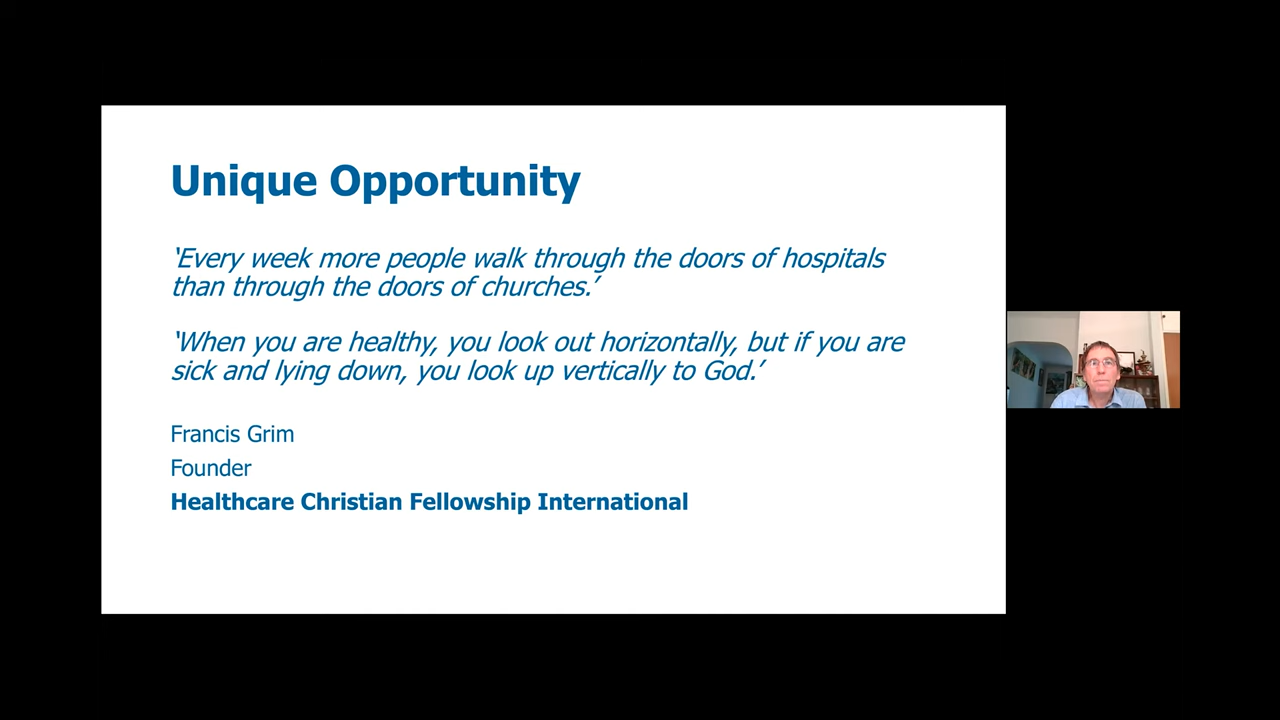 Unique Opportunity
‘Every week more people walk through the doors of hospitals
than through the doors of churches.’
‘When you are healthy, you look out horizontally, but if you are
sick and lying down, you look up vertically to God.’
Francis Grim
Founder
Healthcare Christian Fellowship International